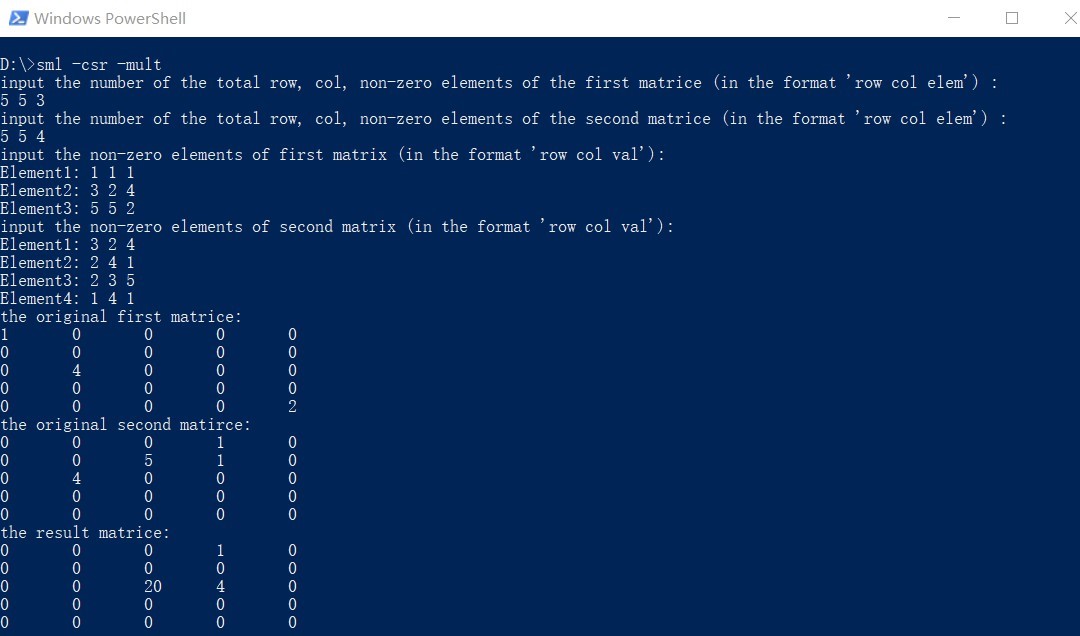 Windows PowerShell
D:\>sml -csr -mult
input the number of the total row, col, non-zero elements of the first matrice (in the format 'row col elem') :
5 5 3
input the number of the total row, col, non-zero elements of the second matrice (in the format 'row col elem') :
5 5 4
input the non-zero elements of first matrix (in the format 'row col val'):
Element1: 1 1 1
Element2: 3 2 4
Element3: 5 5 2
input the non-zero elements of second matrix (in the format 'row col val'):
Element1: 3 2 4
Element2: 2 4 1
Element3: 2 3 5
Element4: 1 4 1
the original first matrice:
1 0 0 0 0
0 0 0 0 0
0 4 0 0 0
0 0 0 0 0
0 0 0 0 2
the original second matirce:
0 0 0 1 0
0 0 5 1 0
0 4 0 0 0
0 0 0 0 0
0 0 0 0 0
the result matrice:
0 0 0 1 0
0 0 0 0 0
0 0 20 4 0
0 0 0 0 0
0 0 0 0 0